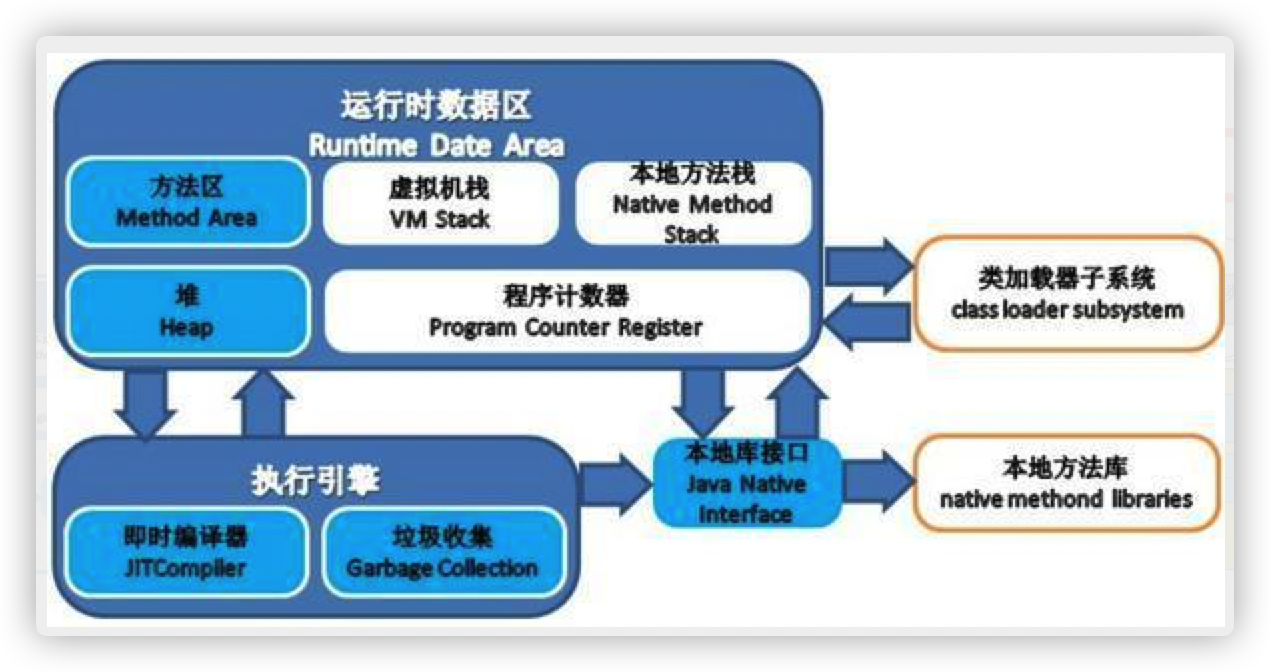 运行时数据区
Runtime Date Area
方法区
Method Area
虚拟机栈
VM Stack
本地方法栈
Native Method
Stack
堆
Heap
程序计数器
Program Counter Register
类加载器子系统
class loader subsystem
执行引擎
即时编译器
JITCompiler
垃圾收集
Garbage Collection
本地库接口
Java Native
Interface
本地方法库
native methond libraries